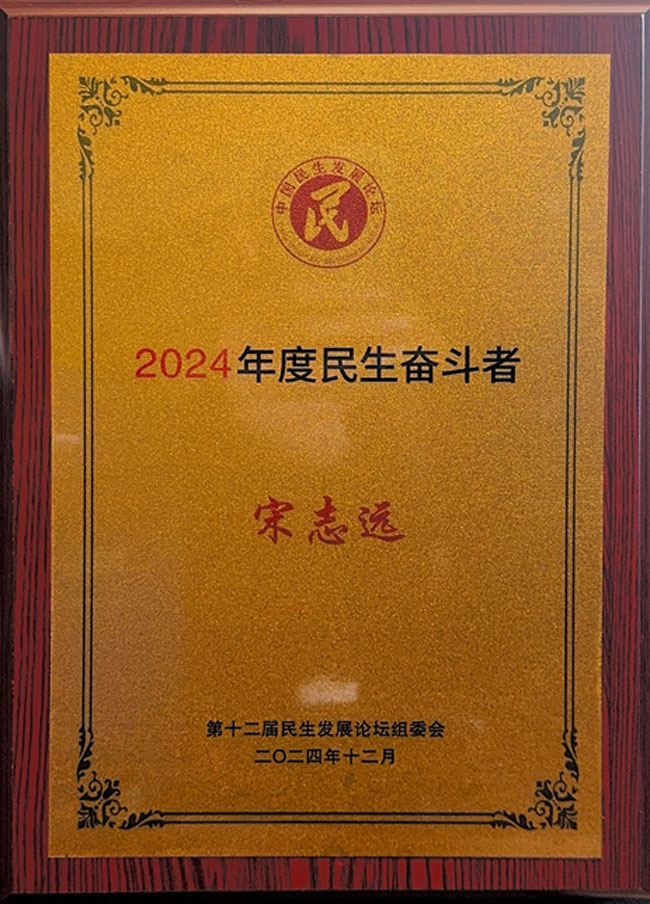 中国民生发展论坛
民
2024年度民生奋斗者
宋志远
第十二届民生发展论坛组委会
二〇二四年十二月